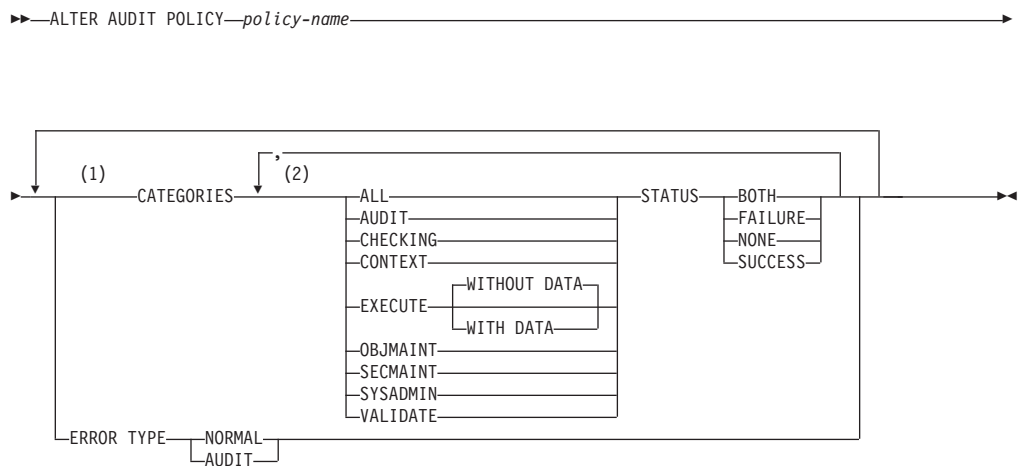 ALTER AUDIT POLICY policy-name
,
(1) (2)
CATEGORIES ALL STATUS BOTH
AUDIT FAILURE
CHECKING NONE
CONTEXT SUCCESS
WITHOUT DATA
EXECUTE
WITH DATA
OBJMAINT
SECMAINT
SYSADMIN
VALIDATE
ERROR TYPE NORMAL
AUDIT